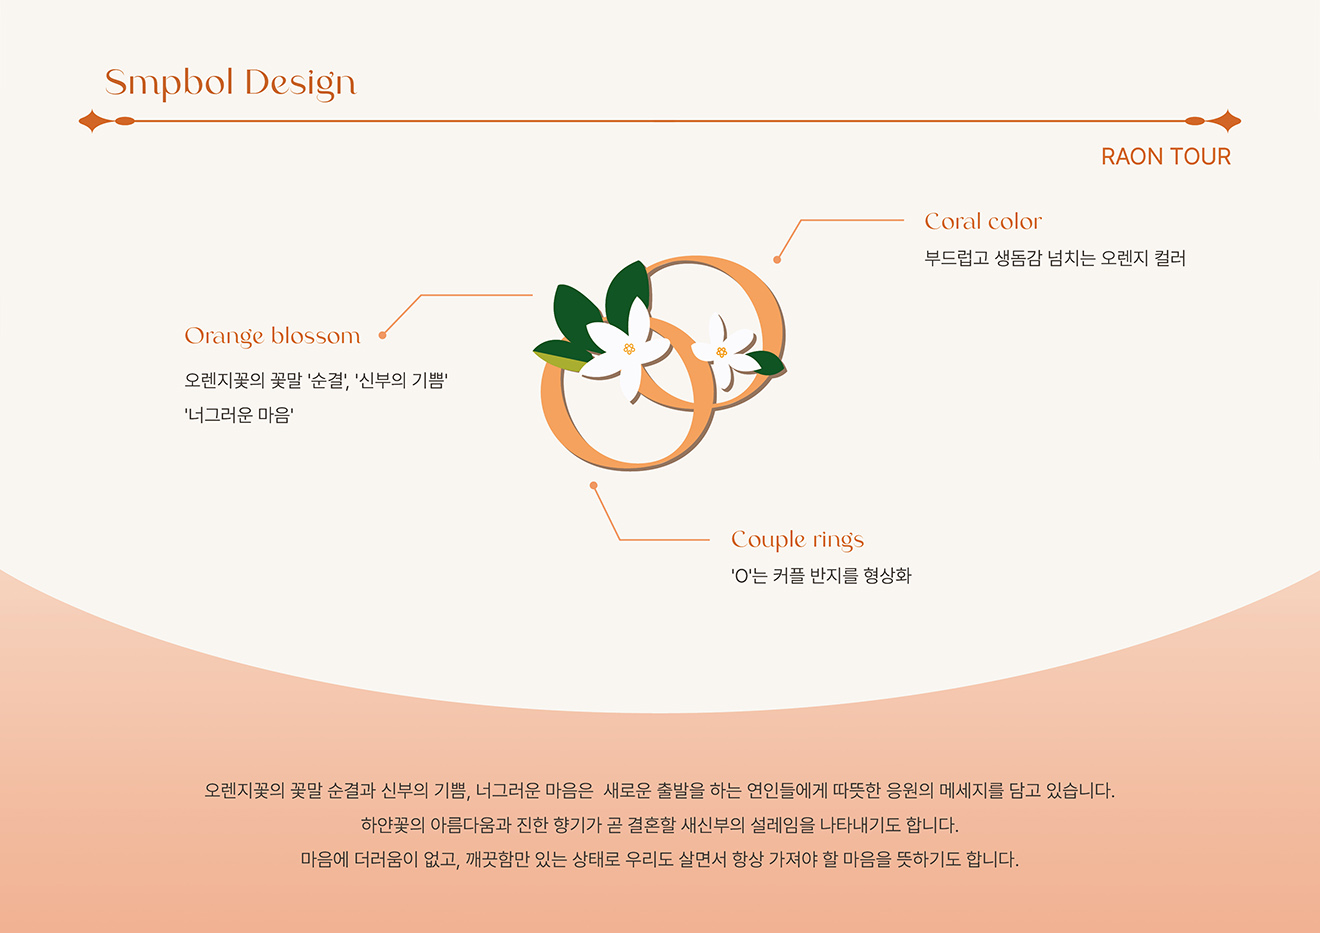 Smpbol Design
RAON TOUR
Coral color
부드럽고 생동감 넘치는 오렌지 컬러
Orange blossom
오렌지꽃의 꽃말 '순결', '신부의 기쁨'
'너그러운 마음'
Couple rings
'O'는 커플 반지를 형상화
오렌지꽃의 꽃말 순결과 신부의 기쁨, 너그러운 마음은 새로운 출발을 하는 연인들에게 따뜻한 응원의 메세지를 담고 있습니다.
하얀꽃의 아름다움과 진한 향기가 곧 결혼할 새신부의 설레임을 나타내기도 합니다.
마음에 더러움이 없고, 깨끗함만 있는 상태로 우리도 살면서 항상 가져야 할 마음을 뜻하기도 합니다.